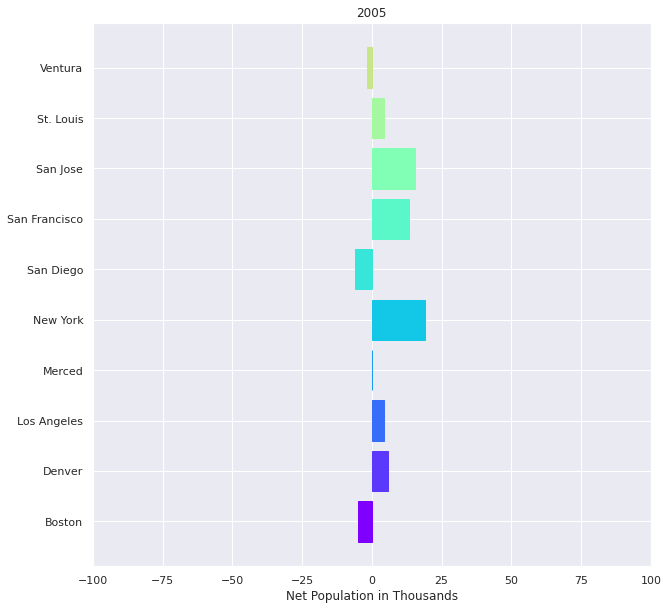 2005
Ventura
St. Louis
San Jose
San Francisco
San Diego
New York
Merced
Los Angeles
Denver
Boston
−100 −75 −50 −25 0 25 50 75 100
Net Population in Thousands